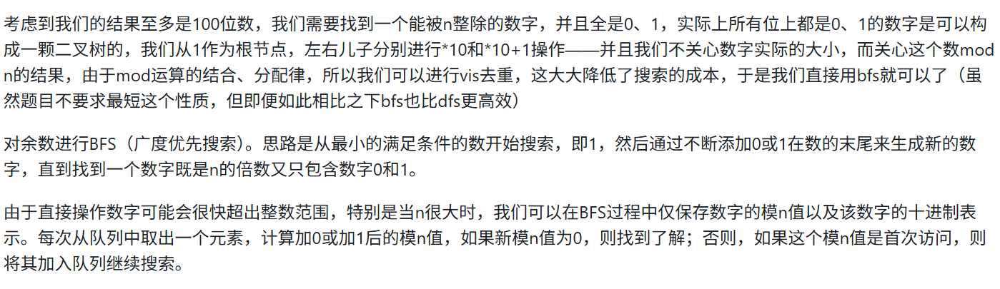 考虑到我们的结果至多是100位数，我们需要找到一个能被n整除的数字，并且全是0、1，实际上所有位上都是0、1的数字是可以构
成一颗二叉树的，我们从1作为根节点，左右儿子分别进行*10和*10+1操作——并且我们不关心数字实际的大小，而关心这个数mod
n的结果，由于mod运算的结合、分配律，所以我们可以进行vis去重，这大大降低了搜索的成本，于是我们直接用bfs就可以了（虽
然题目不要求最短这个性质，但即便如此相比之下bfs也比dfs更高效）
对余数进行BFS（广度优先搜索）。思路是从最小的满足条件的数开始搜索，即1，然后通过不断添加0或1在数的末尾来生成新的数
字，直到找到一个数字既是n的倍数又只包含数字0和1。
由于直接操作数字可能会很快超出整数范围，特别是当n很大时，我们可以在BFS过程中仅保存数字的模n值以及该数字的十进制表
示。每次从队列中取出一个元素，计算加0或加1后的模n值，如果新模n值为0，则找到了解；否则，如果这个模n值是首次访问，则
将其加入队列继续搜索。